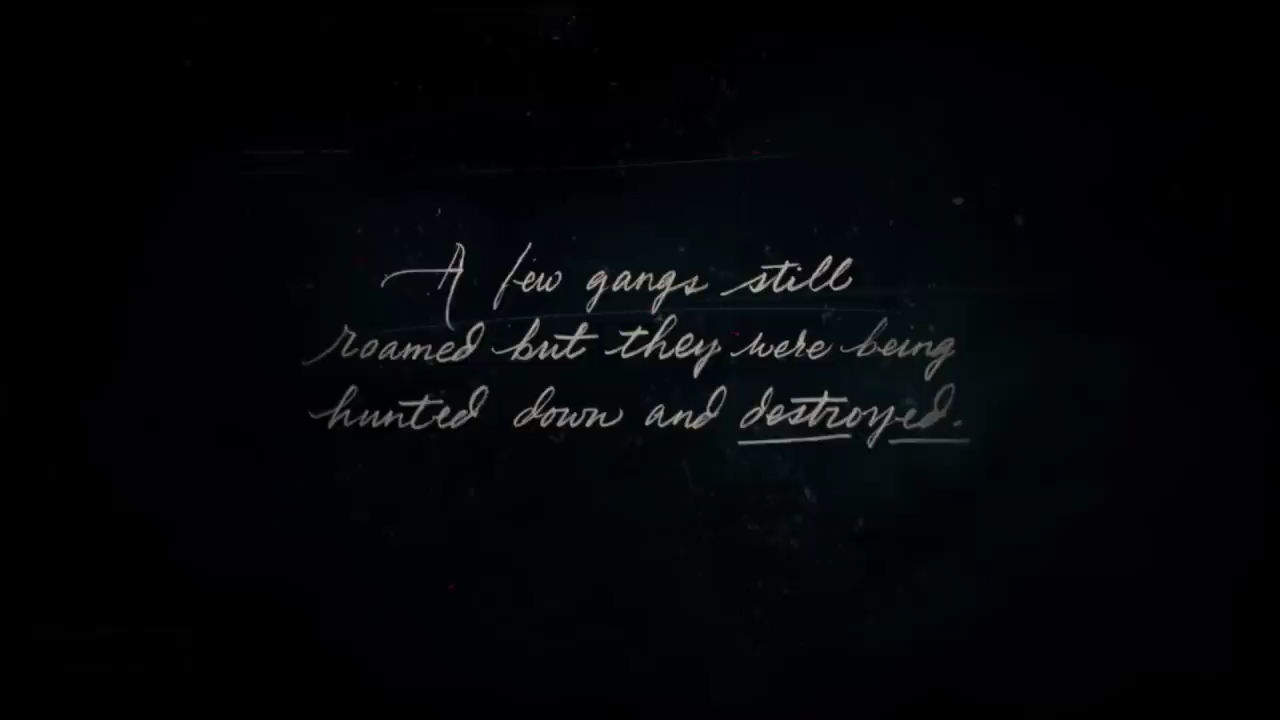 A few gangs still
roamed but they were being
hunted down and destroyed.